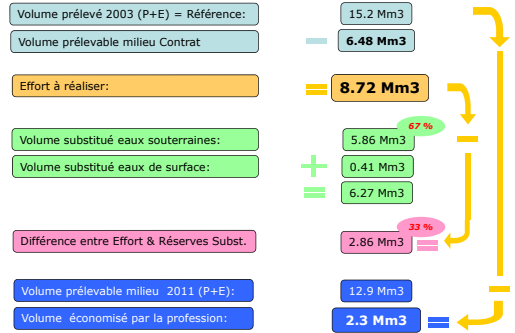 Volume prélevé 2003 (P+E) = Référence: 15.2 Mm3
Volume prélevable milieu Contrat 6.48 Mm3
Effort à réaliser: 8.72 Mm3
67 %
Volume substitué eaux souterraines: 5.86 Mm3
Volume substitué eaux de surface: 0.41 Mm3
6.27 Mm3
33 %
Différence entre Effort & Réserves Subst. 2.86 Mm3
Volume prélevable milieu 2011 (P+E): 12.9 Mm3
Volume économisé par la profession: 2.3 Mm3